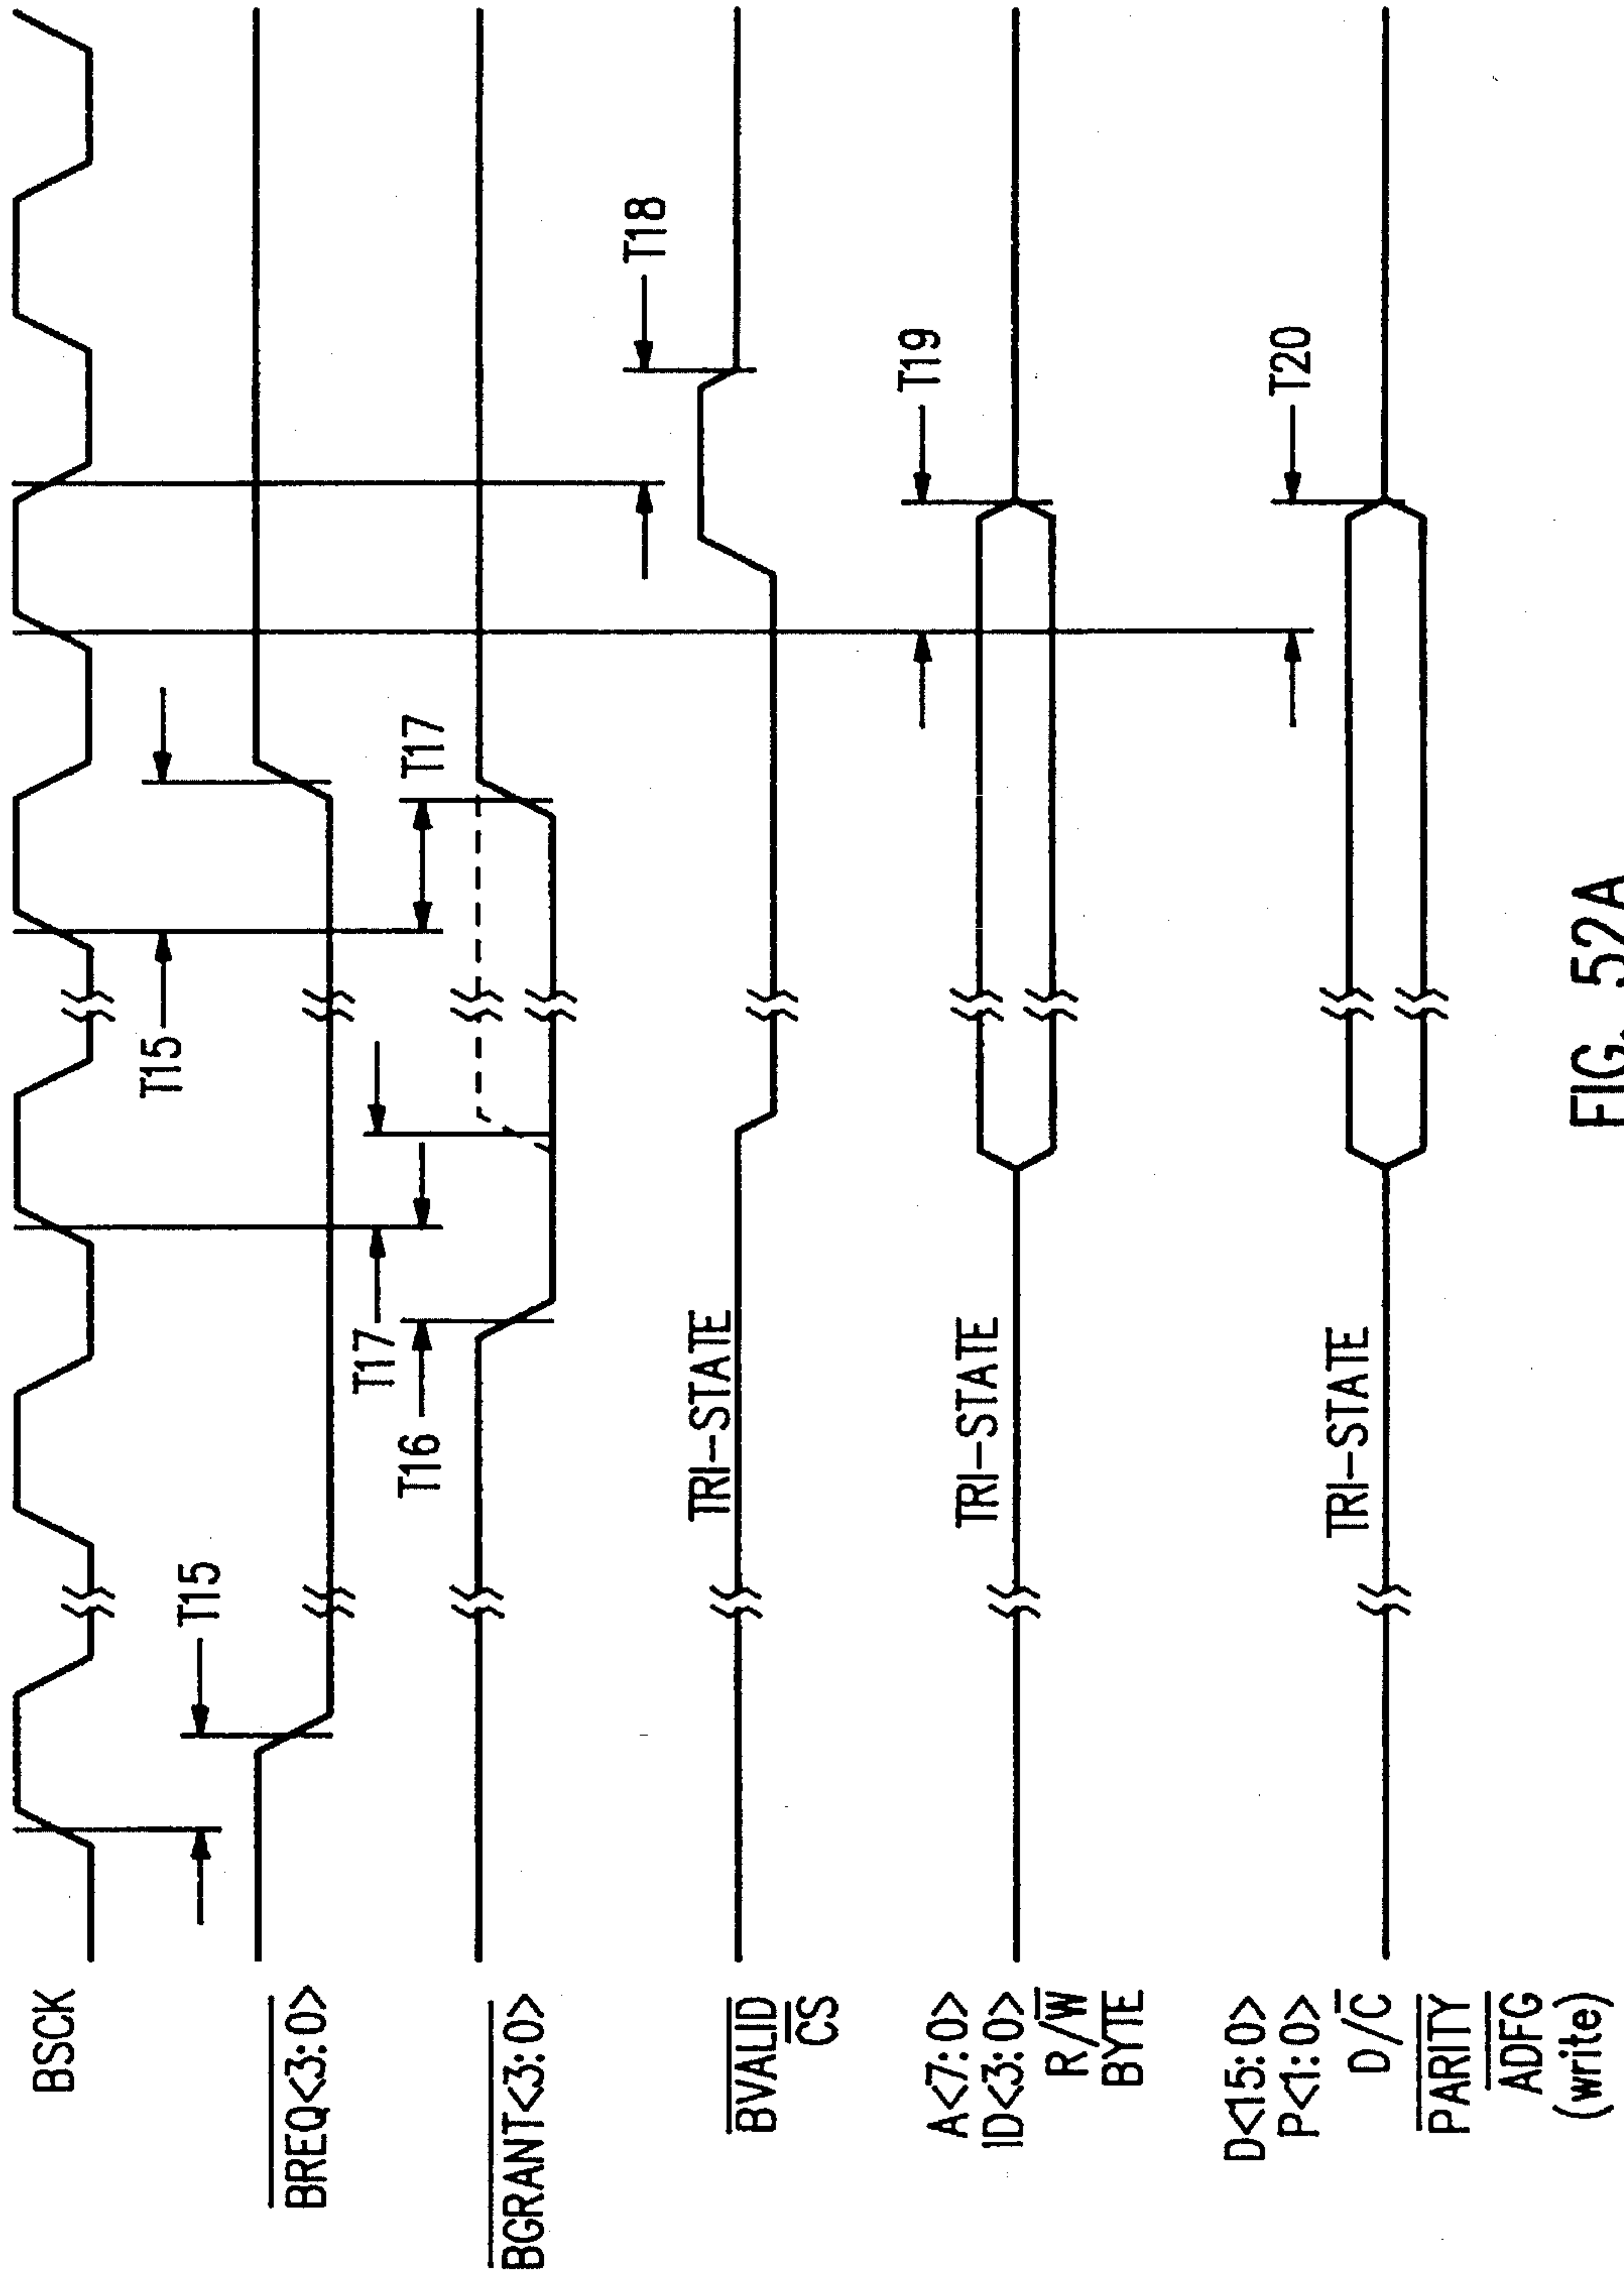 BSCK
BREQ<3:0>
BGRANT<3:0>
BVALID
CS
A<7:0>
ID<3:0>
R/W
BYTE
D<15:0>
P<1:0>
D/C
PARITY
ADFG
(write)
T15
T15
T17
T16
T17
T18
TRI-STATE
T19
TRI-STATE
T20
TRI-STATE
FIG. 52A